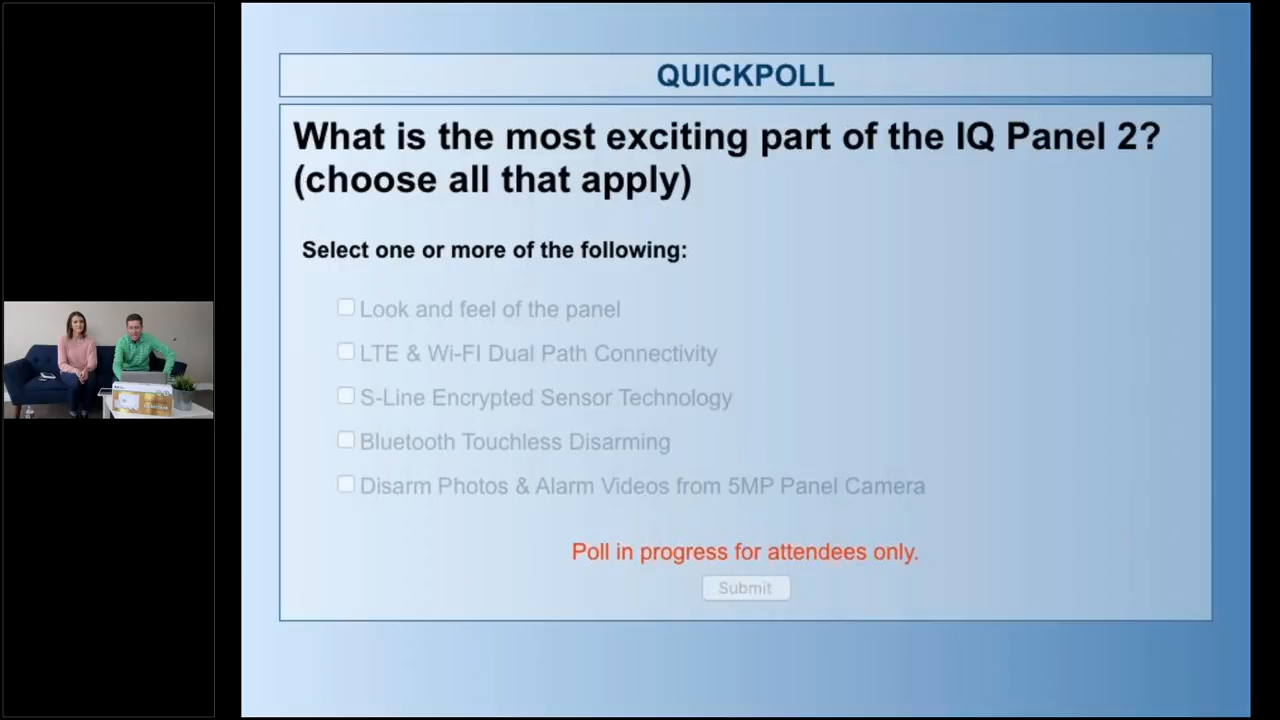 QUICKPOLL
What is the most exciting part of the IQ Panel 2?
(choose all that apply)
Select one or more of the following:
Look and feel of the panel
LTE & Wi-FI Dual Path Connectivity
S-Line Encrypted Sensor Technology
Bluetooth Touchless Disarming
Disarm Photos & Alarm Videos from 5MP Panel Camera
Poll in progress for attendees only.
Submit